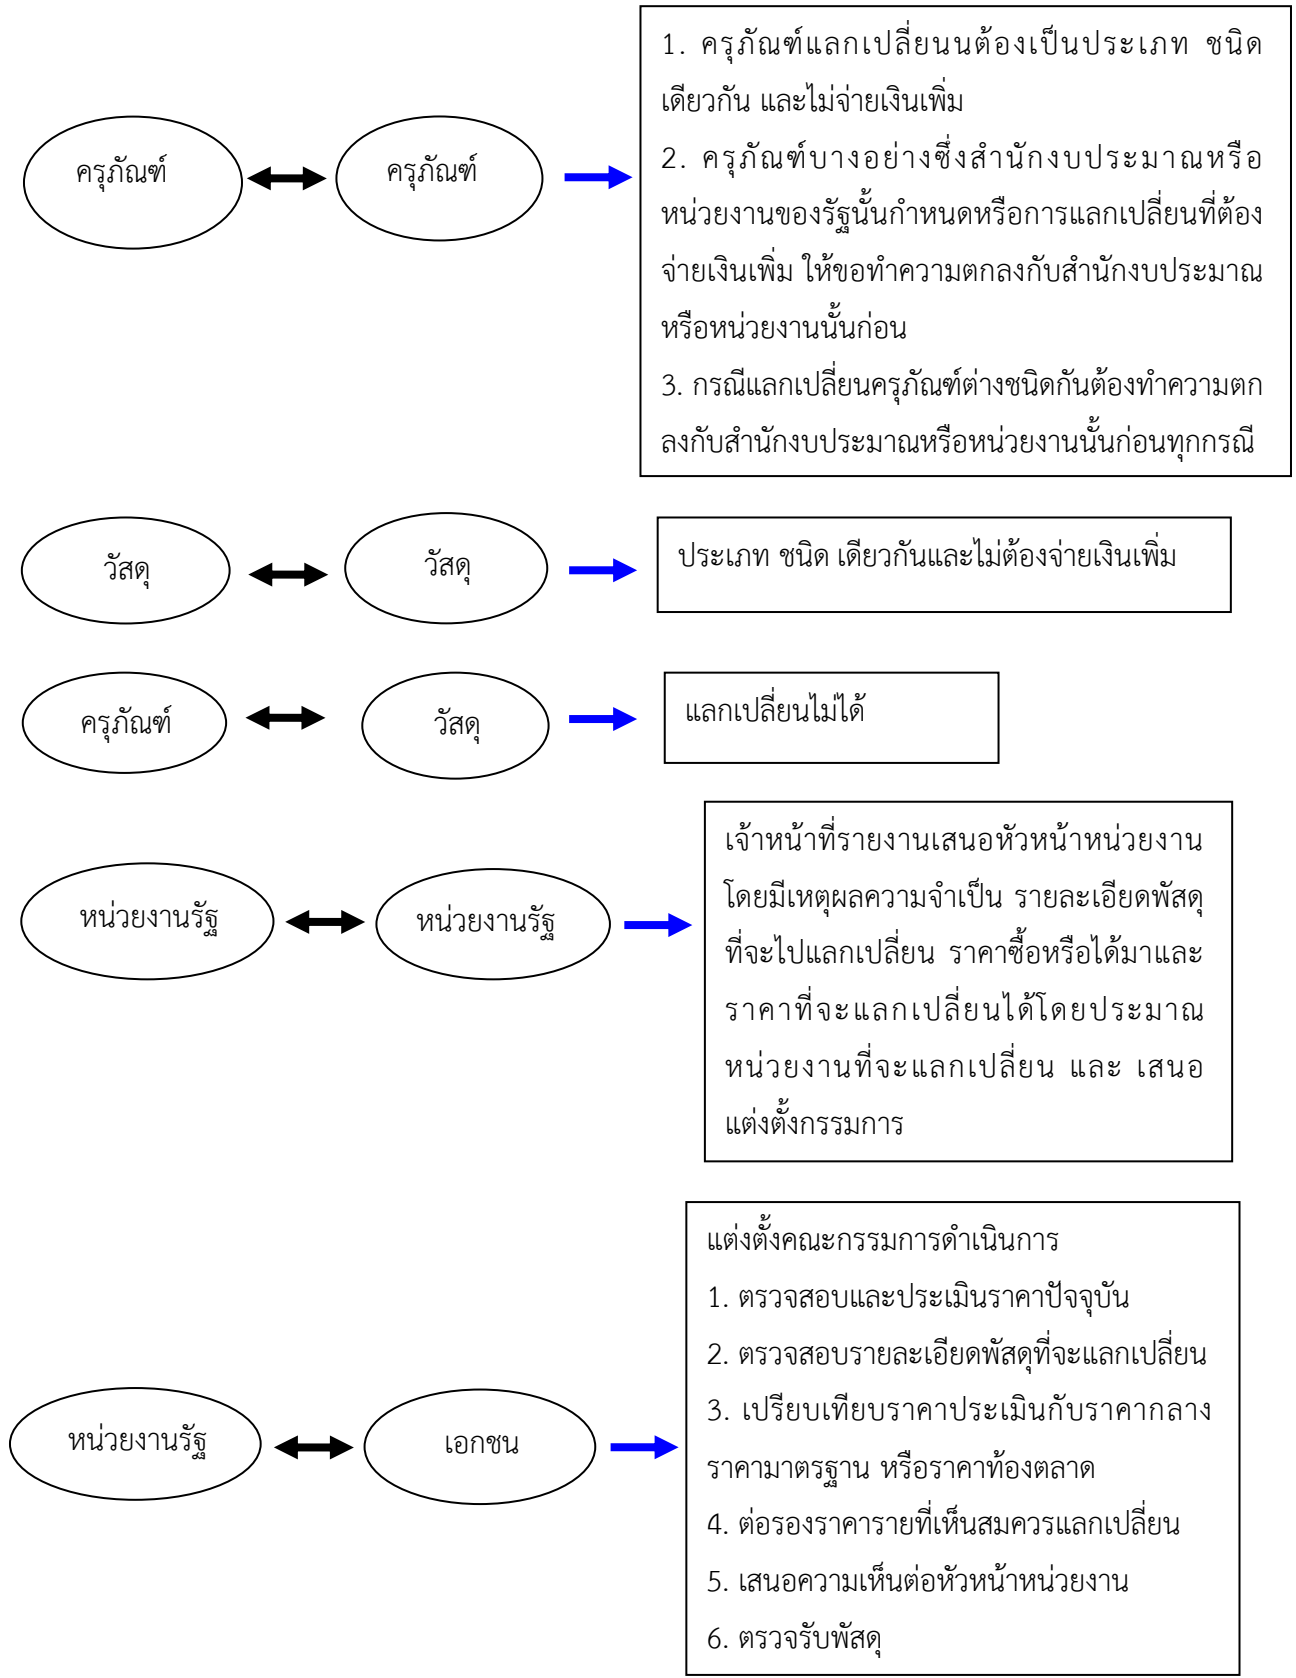 1. ครุภัณฑ์แลกเปลี่ยนนต้องเป็นประเภท ชนิด
เดียวกัน และไม่จ่ายเงินเพิ่ม
2. ครุภัณฑ์บางอย่างซึ่งสำนักงบประมาณหรือ
หน่วยงานของรัฐนั้นกำหนดหรือการแลกเปลี่ยนที่ต้อง
จ่ายเงินเพิ่ม ให้ขอทำความตกลงกับสำนักงบประมาณ
หรือหน่วยงานนั้นก่อน
3. กรณีแลกเปลี่ยนครุภัณฑ์ต่างชนิดกันต้องทำความตก
ลงกับสำนักงบประมาณหรือหน่วยงานนั้นก่อนทุกกรณี
ครุภัณฑ์
ครุภัณฑ์
วัสดุ
วัสดุ
ประเภท ชนิด เดียวกันและไม่ต้องจ่ายเงินเพิ่ม
ครุภัณฑ์
วัสดุ
แลกเปลี่ยนไม่ได้
หน่วยงานรัฐ
หน่วยงานรัฐ
เจ้าหน้าที่รายงานเสนอหัวหน้าหน่วยงาน
โดยมีเหตุผลความจำเป็น รายละเอียดพัสดุ
ที่จะไปแลกเปลี่ยน ราคาซื้อหรือได้มาและ
ราคาที่จะแลกเปลี่ยนได้โดยประมาณ
หน่วยงานที่จะแลกเปลี่ยน และ เสนอ
แต่งตั้งกรรมการ
หน่วยงานรัฐ
เอกชน
แต่งตั้งคณะกรรมการดำเนินการ
1. ตรวจสอบและประเมินราคาปัจจุบัน
2. ตรวจสอบรายละเอียดพัสดุที่จะแลกเปลี่ยน
3. เปรียบเทียบราคาประเมินกับราคากลาง
ราคามาตรฐาน หรือราคาท้องตลาด
4. ต่อรองราคารายที่เห็นสมควรแลกเปลี่ยน
5. เสนอความเห็นต่อหัวหน้าหน่วยงาน
6. ตรวจรับพัสดุ